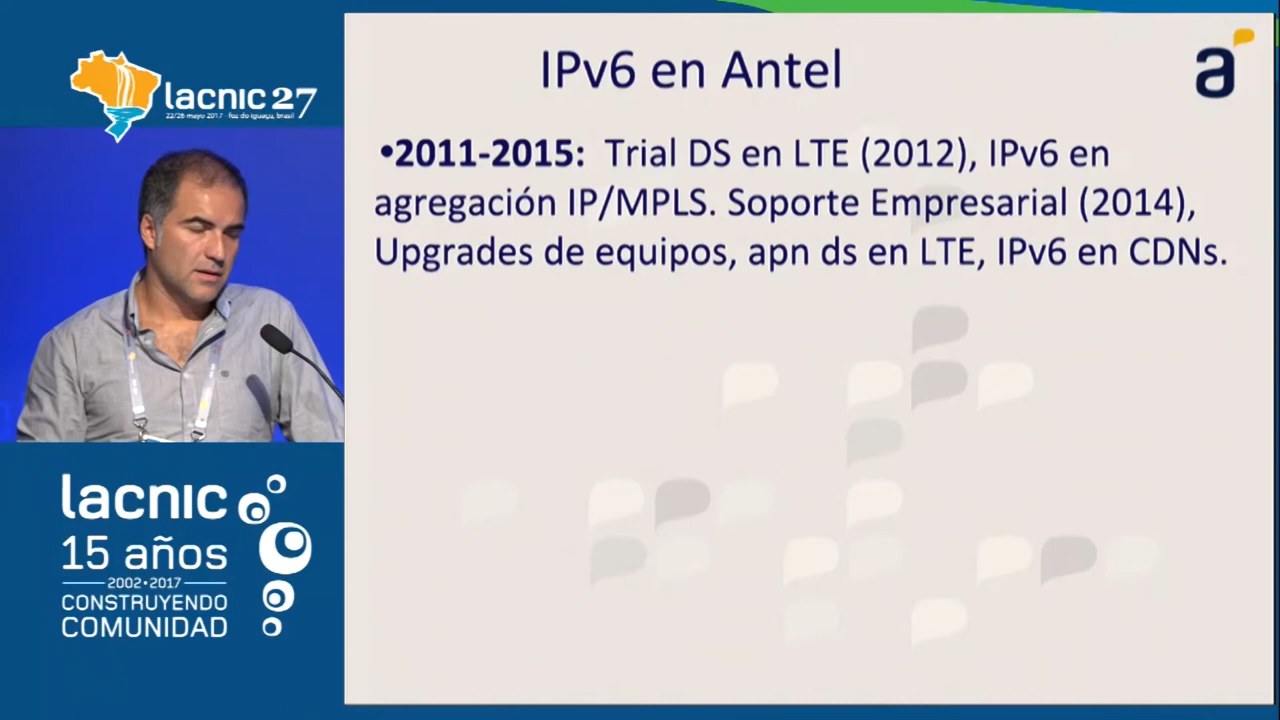 lacnic 27
22/26 mayo 2017 - foz do iguaçu, brasil
IPv6 en Antel
a
•2011-2015: Trial DS en LTE (2012), IPv6 en
agregación IP/MPLS. Soporte Empresarial (2014),
Upgrades de equipos, apn ds en LTE, IPv6 en CDNs.
lacnic
15 años
2002•2017
CONSTRUYENDO
COMUNIDAD